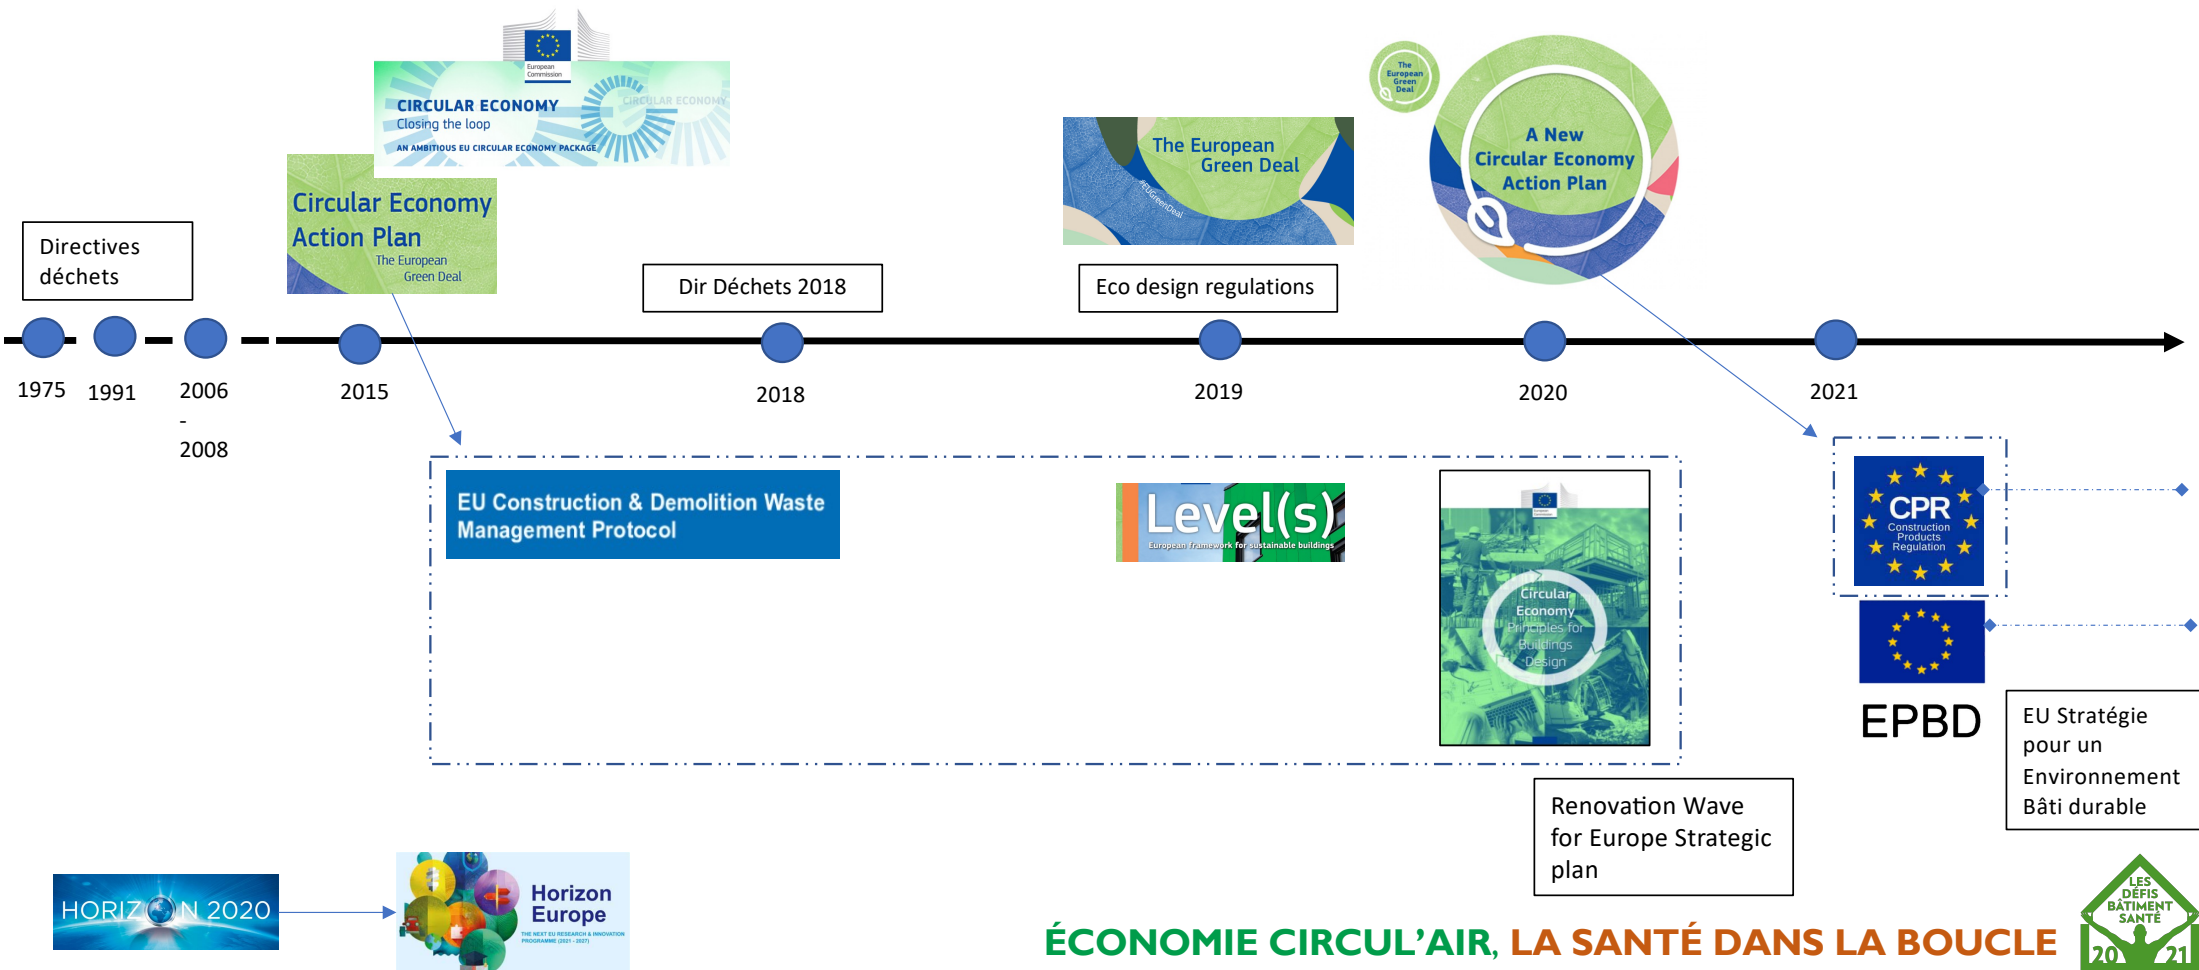 European
Commission
CIRCULAR ECONOMY
Closing the loop
AN AMBITIOUS EU CIRCULAR ECONOMY PACKAGE
CIRCULAR ECONOMY
Circular Economy
Action Plan
The European
Green Deal
Directives
déchets
Dir Déchets 2018
The European
Green Deal
#EUGreenDeal
Eco design regulations
The
European
Green
Deal
A New
Circular Economy
Action Plan
1975
1991
2006
-
2008
2015
2018
2019
2020
2021
EU Construction & Demolition Waste
Management Protocol
Level(s)
European framework for sustainable buildings
European
Commission
Circular
Economy
Principles for
Buildings
Design
CPR
Construction
Products
Regulation
EPBD
EU Stratégie
pour un
Environnement
Bâti durable
Renovation Wave
for Europe Strategic
plan
HORIZON 2020
Horizon
Europe
THE NEXT EU RESEARCH & INNOVATION
PROGRAMME (2021 - 2027)
ÉCONOMIE CIRCUL'AIR, LA SANTÉ DANS LA BOUCLE
LES
DÉFIS
BÂTIMENT
SANTÉ
20 21